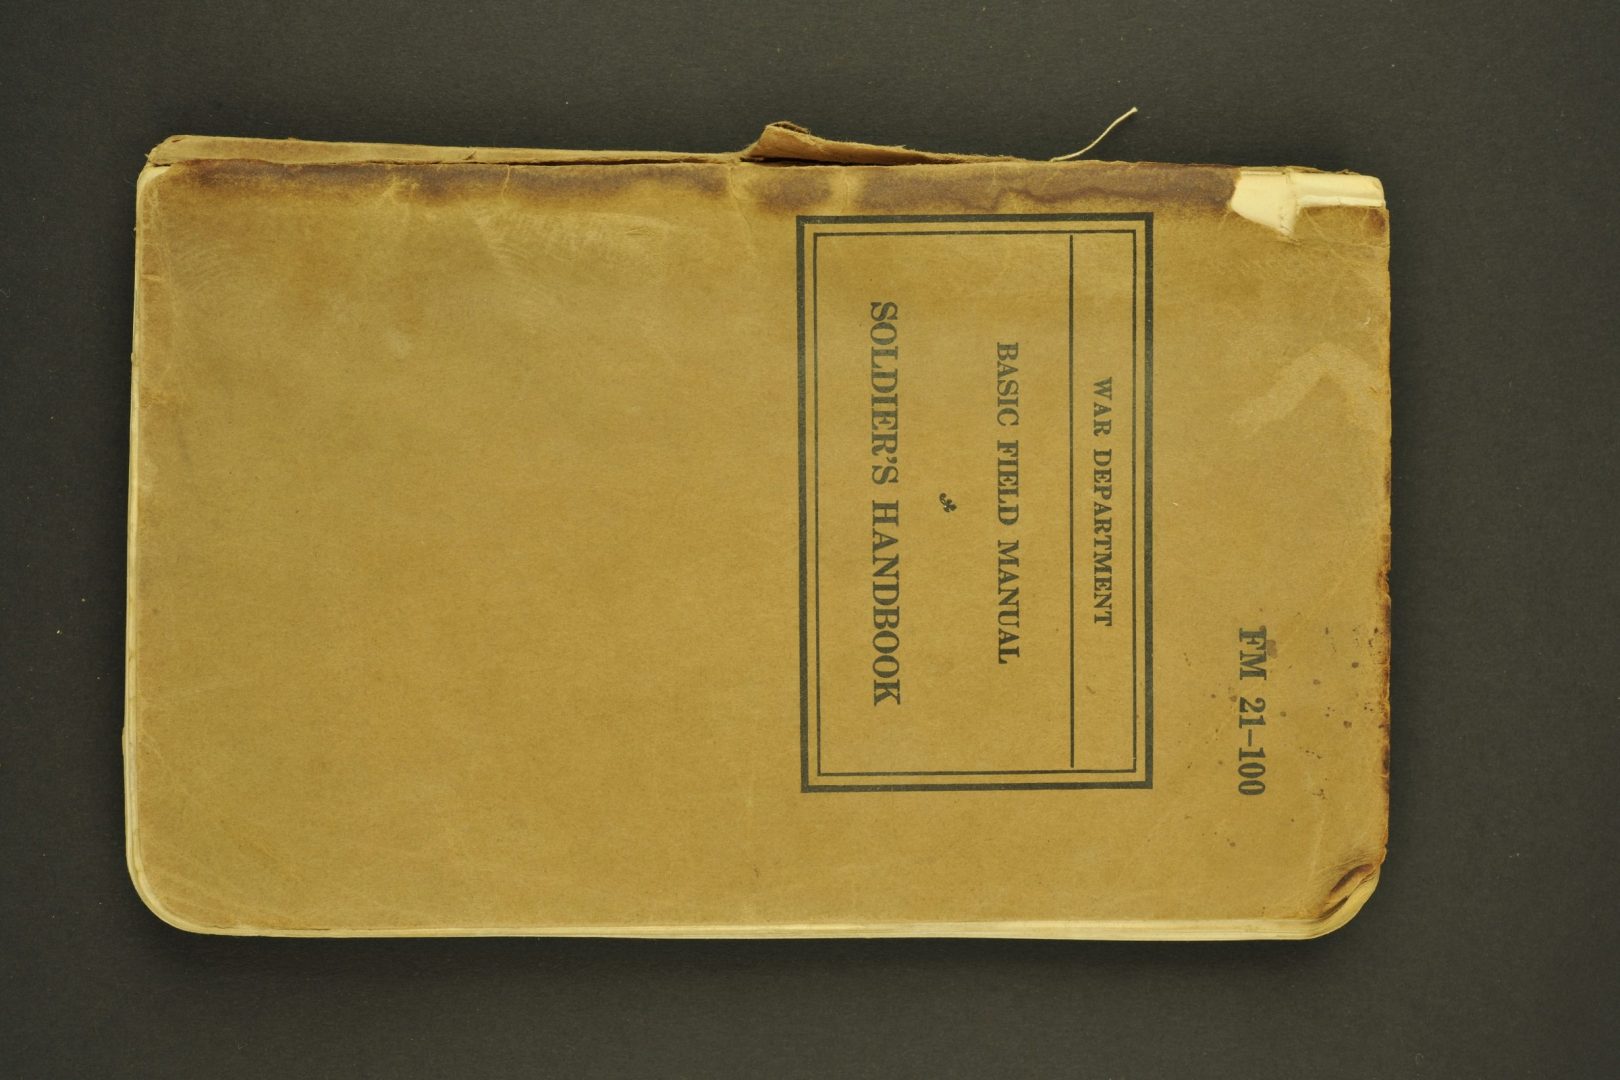 FM 21–100
WAR DEPARTMENT
BASIC FIELD MANUAL
SOLDIER'S HANDBOOK